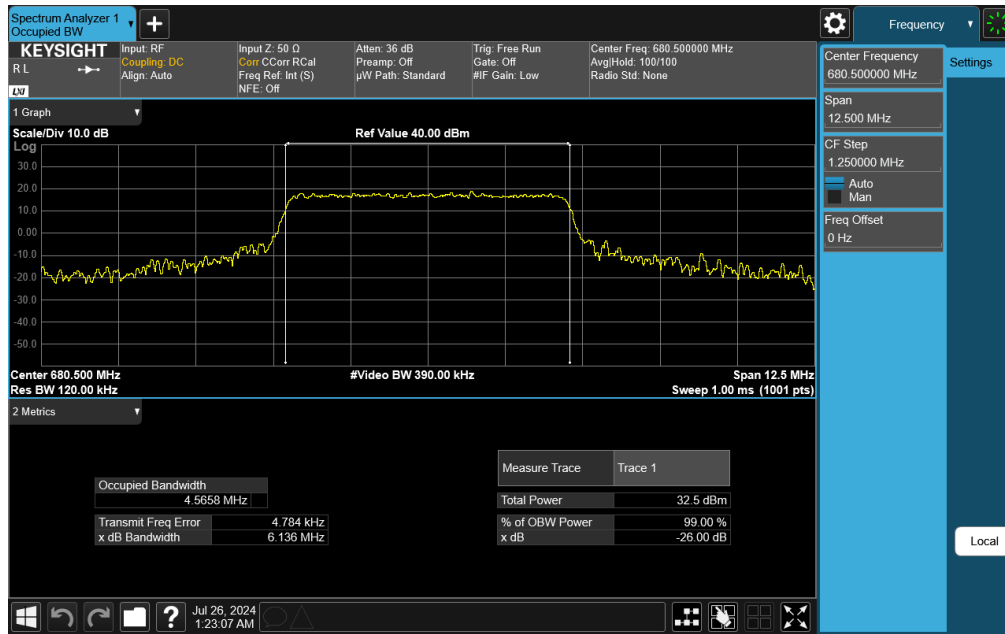 Spectrum Analyzer 1
Occupied BW
+
Frequency
KEYSIGHT
R L
LXI
Input: RF
Coupling: DC
Align: Auto
Input Z: 50 Ω
Corr CCorr RCal
Freq Ref: Int (S)
NFE: Off
Atten: 36 dB
Preamp: Off
µW Path: Standard
Trig: Free Run
Gate: Off
#IF Gain: Low
Center Freq: 680.500000 MHz
Avg|Hold: 100/100
Radio Std: None
1 Graph
Scale/Div 10.0 dB
Ref Value 40.00 dBm
Log
30.0
20.0
10.0
0.00
-10.0
-20.0
-30.0
-40.0
-50.0
Center 680.500 MHz
#Video BW 390.00 kHz
Span 12.5 MHz
Res BW 120.00 kHz
Sweep 1.00 ms (1001 pts)
2 Metrics
Occupied Bandwidth
4.5658 MHz
Transmit Freq Error 4.784 kHz
x dB Bandwidth 6.136 MHz
Measure Trace Trace 1
Total Power 32.5 dBm
% of OBW Power 99.00 %
x dB -26.00 dB
Center Frequency
680.500000 MHz
Span
12.500 MHz
CF Step
1.250000 MHz
Auto
Man
Freq Offset
0 Hz
Settings
Local
?
Jul 26, 2024
1:23:07 AM